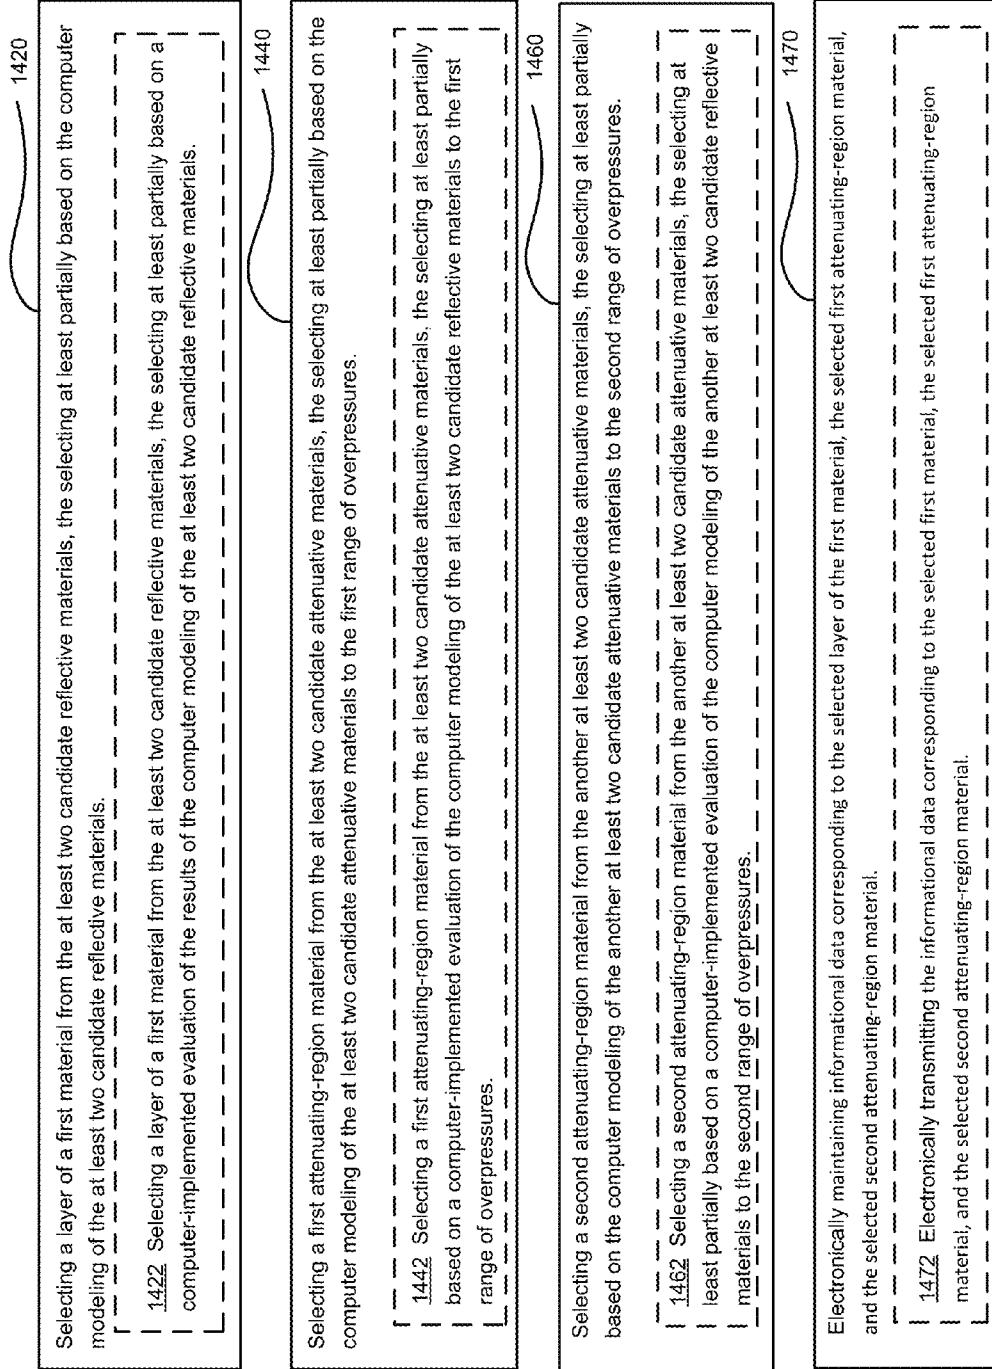 1420
Selecting a layer of a first material from the at least two candidate reflective materials, the selecting at least partially based on the computer
modeling of the at least two candidate reflective materials.
1422 Selecting a layer of a first material from the at least two candidate reflective materials, the selecting at least partially based on a
computer-implemented evaluation of the results of the computer modeling of the at least two candidate reflective materials.
1440
Selecting a first attenuating-region material from the at least two candidate attenuative materials, the selecting at least partially based on the
computer modeling of the at least two candidate attenuative materials to the first range of overpressures.
1442 Selecting a first attenuating-region material from the at least two candidate attenuative materials, the selecting at least partially
based on a computer-implemented evaluation of the computer modeling of the at least two candidate reflective materials to the first
range of overpressures.
1460
Selecting a second attenuating-region material from the another at least two candidate attenuative materials, the selecting at least partially
based on the computer modeling of the another at least two candidate attenuative materials to the second range of overpressures.
1462 Selecting a second attenuating-region material from the another at least two candidate attenuative materials, the selecting at
least partially based on a computer-implemented evaluation of the computer modeling of the another at least two candidate reflective
materials to the second range of overpressures.
1470
Electronically maintaining informational data corresponding to the selected layer of the first material, the selected first attenuating-region material,
and the selected second attenuating-region material.
1472 Electronically transmitting the informational data corresponding to the selected first material, the selected first attenuating-region
material, and the selected second attenuating-region material.